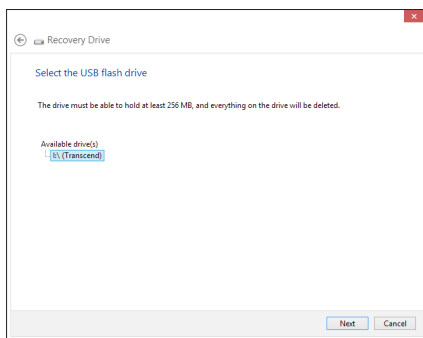 Recovery Drive
Select the USB flash drive
The drive must be able to hold at least 256 MB, and everything on the drive will be deleted.
Available drive(s)
I:\ (Transcend)
Next Cancel